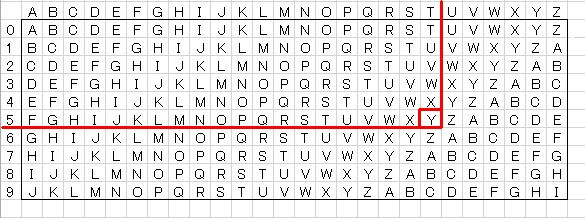 A B C D E F G H I J K L M N O P Q R S T U V W X Y Z
0 A B C D E F G H I J K L M N O P Q R S T U V W X Y Z
1 B C D E F G H I J K L M N O P Q R S T U V W X Y Z A
2 C D E F G H I J K L M N O P Q R S T U V W X Y Z A B
3 D E F G H I J K L M N O P Q R S T U V W X Y Z A B C
4 E F G H I J K L M N O P Q R S T U V W X Y Z A B C D
5 F G H I J K L M N O P Q R S T U V W X Y Z A B C D E
6 G H I J K L M N O P Q R S T U V W X Y Z A B C D E F
7 H I J K L M N O P Q R S T U V W X Y Z A B C D E F G
8 I J K L M N O P Q R S T U V W X Y Z A B C D E F G H
9 J K L M N O P Q R S T U V W X Y Z A B C D E F G H I